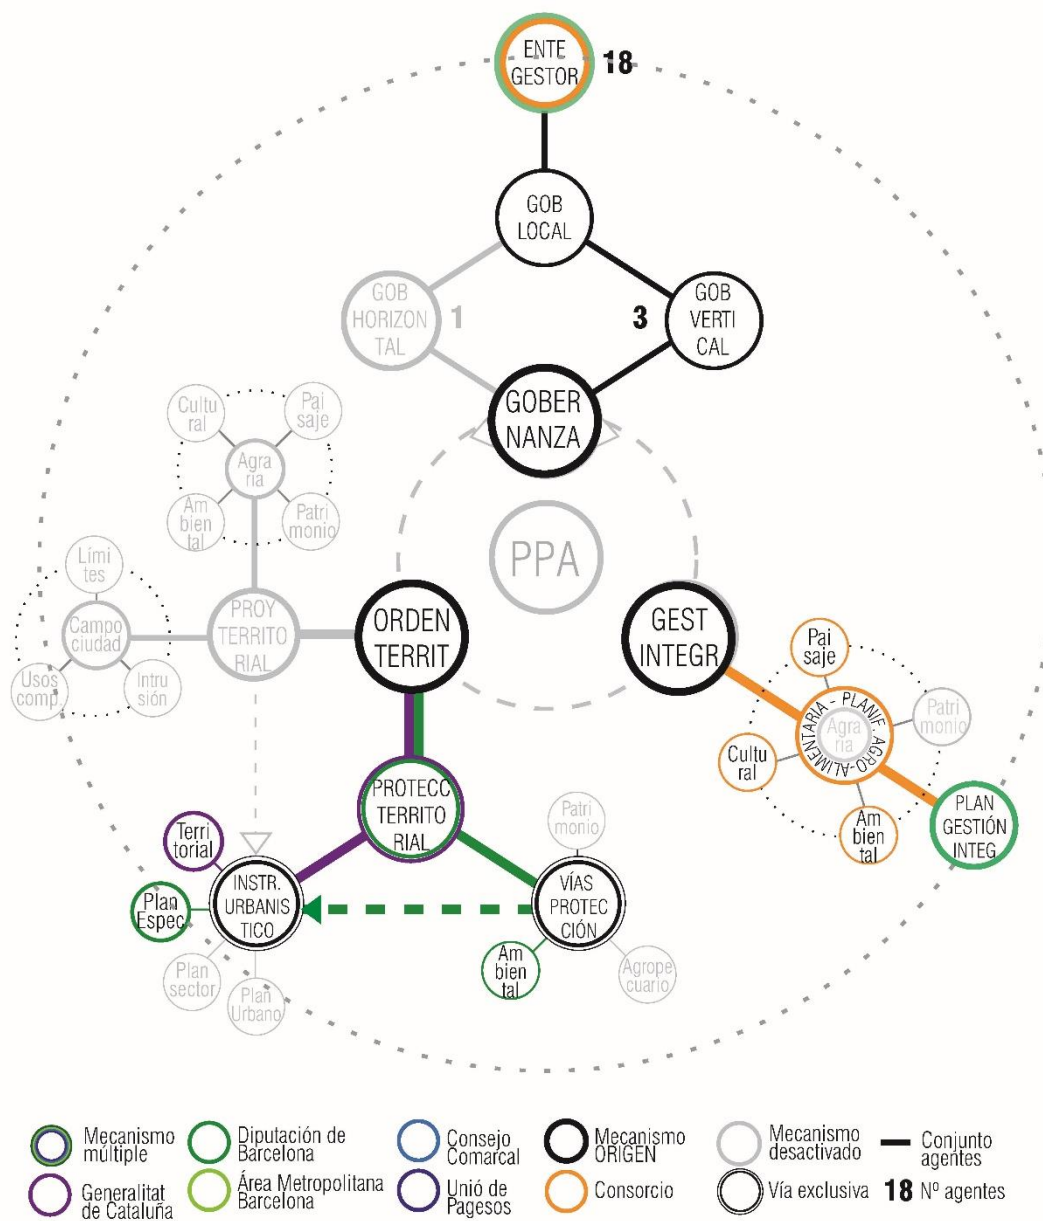 ENTE
GESTOR
18
GOB
LOCAL
GOB
HORIZON
TAL
1
3
GOB
VERTI
CAL
GOBER
NANZA
Cultu
ral
Pai
saje
Agra
ria
Am
bien
tal
Patri
monio
PPA
Lími
tes
Campo
ciudad
Usos
comp.
Intru
sión
PROY
TERRITO
RIAL
ORDEN
TERRIT
GEST
INTEGR
Pai
saje
Patri
monio
PLANIF. AGRO-ALIMENTARIA -
Agra
ria
Cultu
ral
Am
bien
tal
PLAN
GESTIÓN
INTEG
PROTECC
TERRITO
RIAL
Terri
torial
Plan
Espec
INSTR.
URBANIS
TICO
Plan
sector
Plan
Urbano
Patri
monio
VÍAS
PROTEC
CIÓN
Am
bien
tal
Agrope
cuario
Mecanismo
múltiple
Diputación de
Barcelona
Consejo
Comarcal
Mecanismo
ORIGEN
Mecanismo
desactivado
Conjunto
agentes
Generalitat
de Cataluña
Área Metropolitana
Barcelona
Unió de
Pagesos
Consorcio
Vía exclusiva
18 Nº agentes